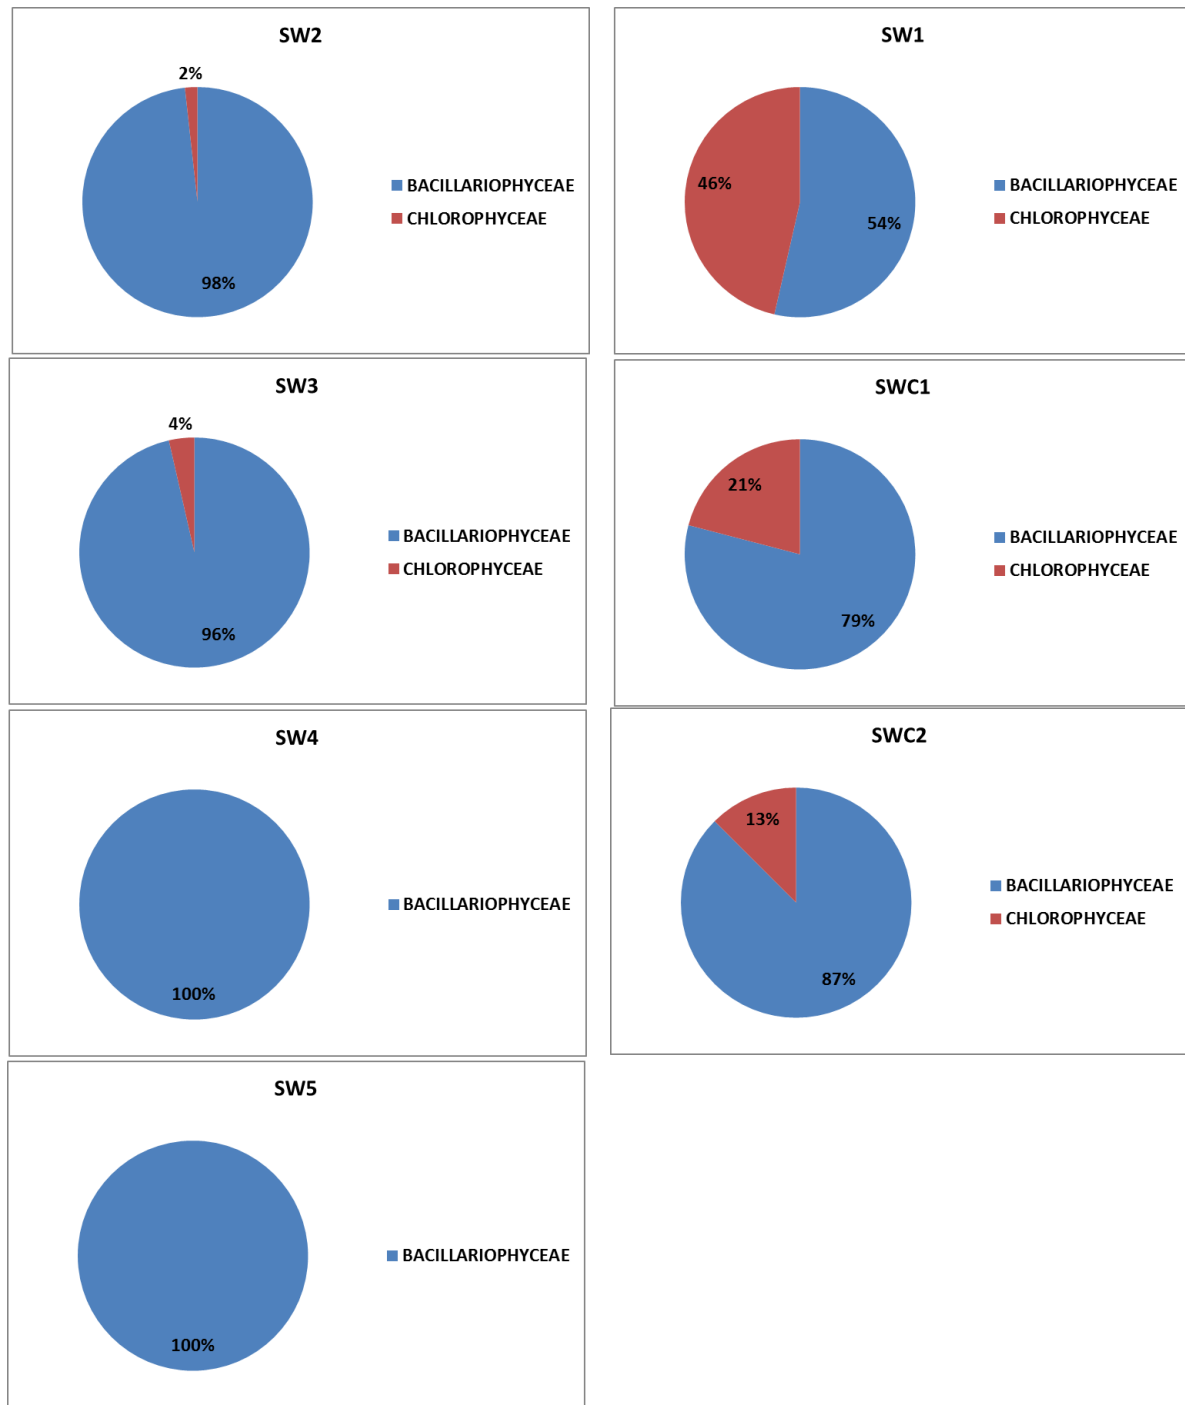 SW2
2%
98%
BACILLARIOPHYCEAE
CHLOROPHYCEAE
SW1
46%
54%
BACILLARIOPHYCEAE
CHLOROPHYCEAE
SW3
4%
96%
BACILLARIOPHYCEAE
CHLOROPHYCEAE
SWC1
21%
79%
BACILLARIOPHYCEAE
CHLOROPHYCEAE
SW4
100%
BACILLARIOPHYCEAE
SWC2
13%
87%
BACILLARIOPHYCEAE
CHLOROPHYCEAE
SW5
100%
BACILLARIOPHYCEAE